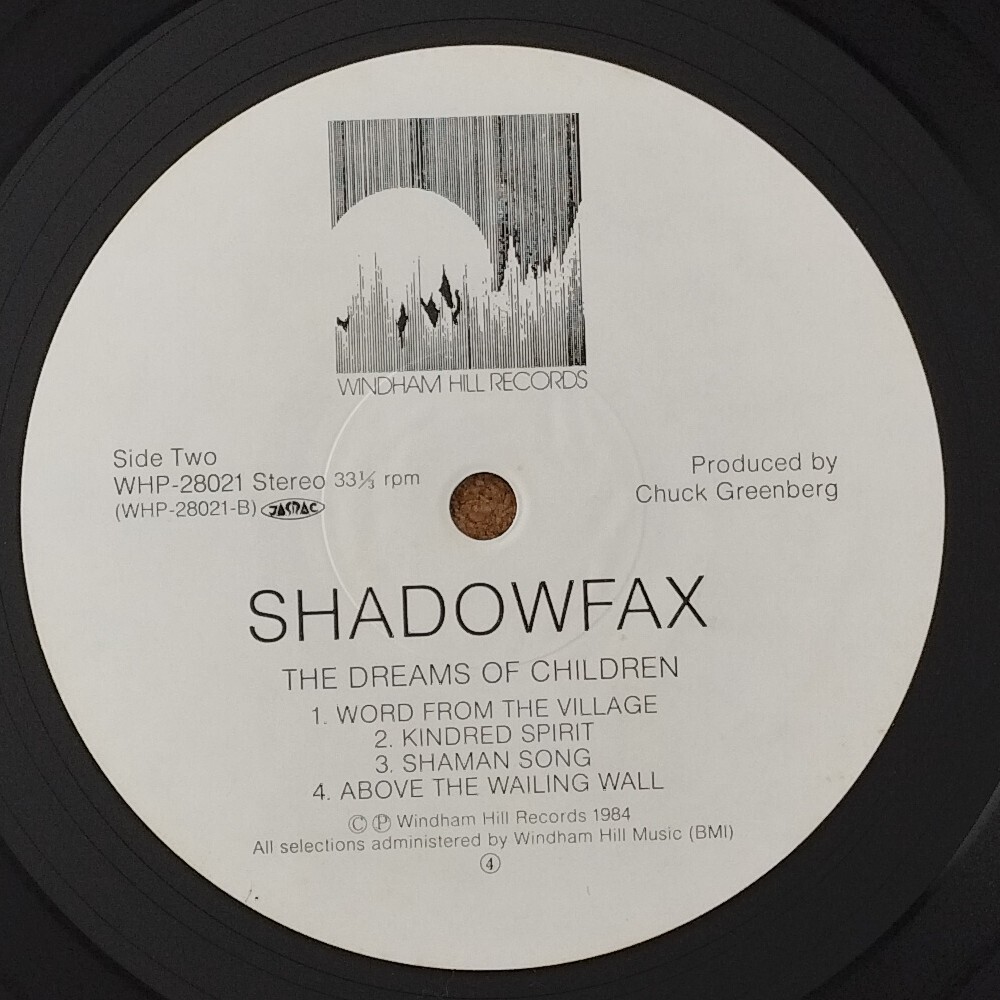 WINDHAM HILL RECORDS
Side Two
WHP-28021 Stereo 33⅓ rpm
(WHP-28021-B) JASRAC
Produced by
Chuck Greenberg
SHADOWFAX
THE DREAMS OF CHILDREN
1. WORD FROM THE VILLAGE
2. KINDRED SPIRIT
3. SHAMAN SONG
4. ABOVE THE WAILING WALL
© ℗ Windham Hill Records 1984
All selections administered by Windham Hill Music (BMI)
④